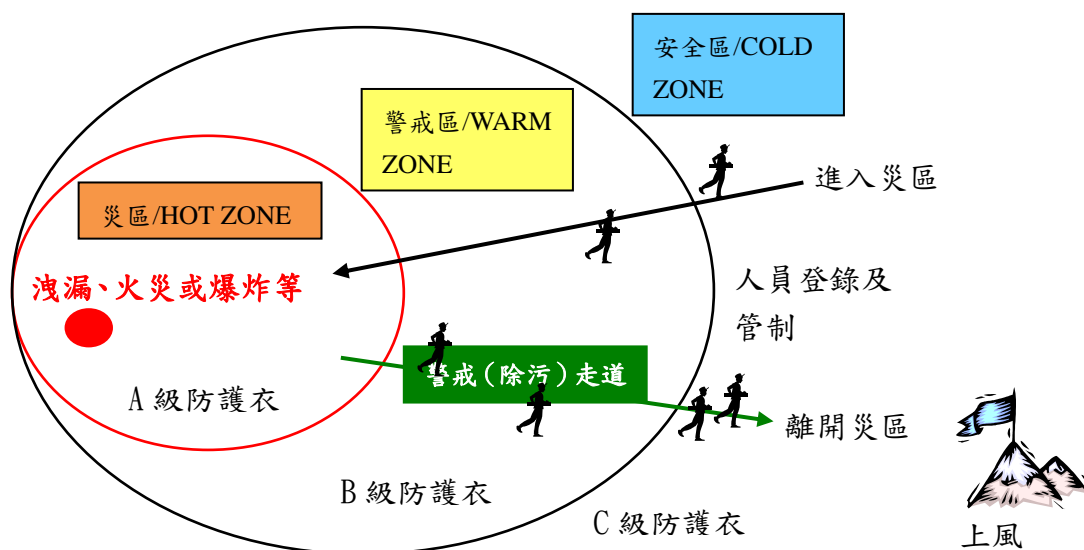 安全區/COLD
ZONE
警戒區/WARM
ZONE
進入災區
災區/HOT ZONE
洩漏、火災或爆炸等
人員登錄及
管制
警戒(除污)走道
A 級防護衣
離開災區
B 級防護衣
C 級防護衣
上風